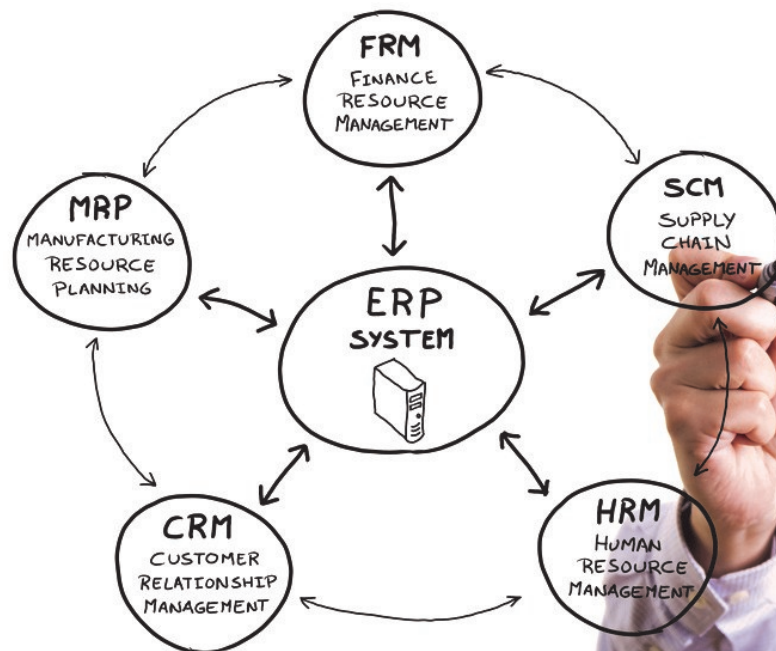 FRM
FINANCE
RESOURCE
MANAGEMENT
MRP
MANUFACTURING
RESOURCE
PLANNING
SCM
SUPPLY
CHAIN
MANAGEMENT
ERP
SYSTEM
CRM
CUSTOMER
RELATIONSHIP
MANAGEMENT
HRM
HUMAN
RESOURCE
MANAGEMENT